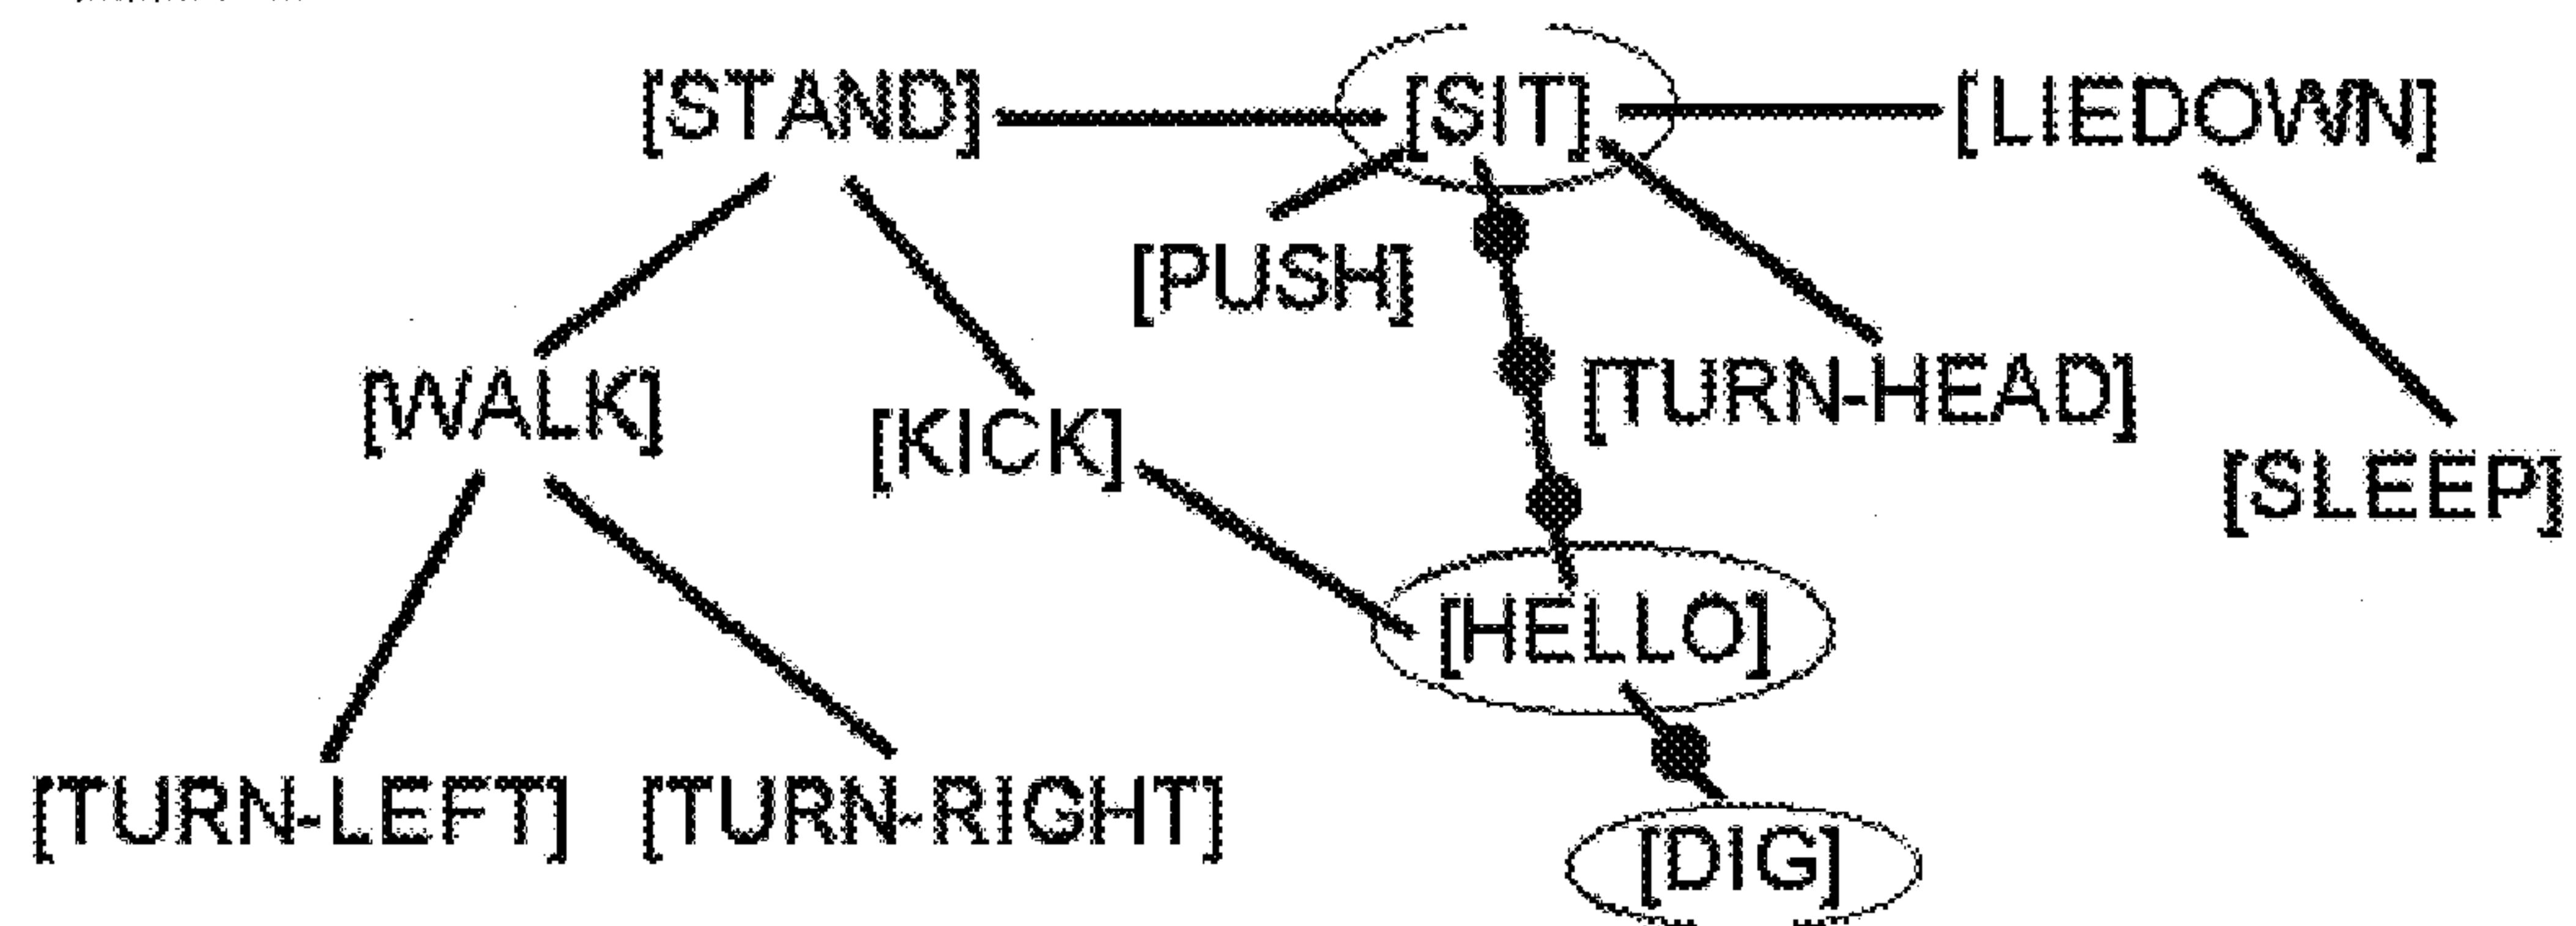 [STAND] [SIT] [LIEDOWN]
[PUSH]
[WALK] [KICK] [TURN-HEAD]
[SLEEP]
[HELLO]
[TURN-LEFT] [TURN-RIGHT] [DIG]